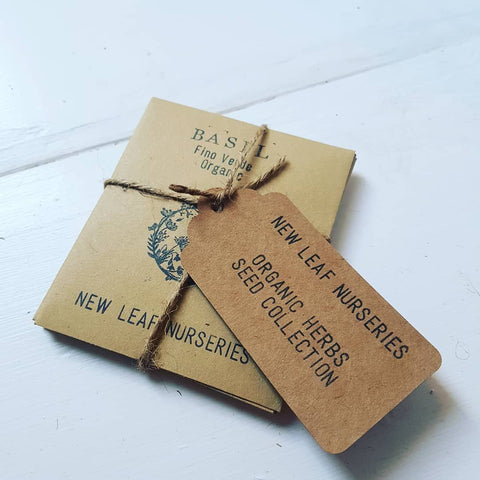 BASIL
Fino Verde
Organic
NEW LEAF NURSERIES
NEW LEAF NURSERIES
ORGANIC HERBS
SEED COLLECTION